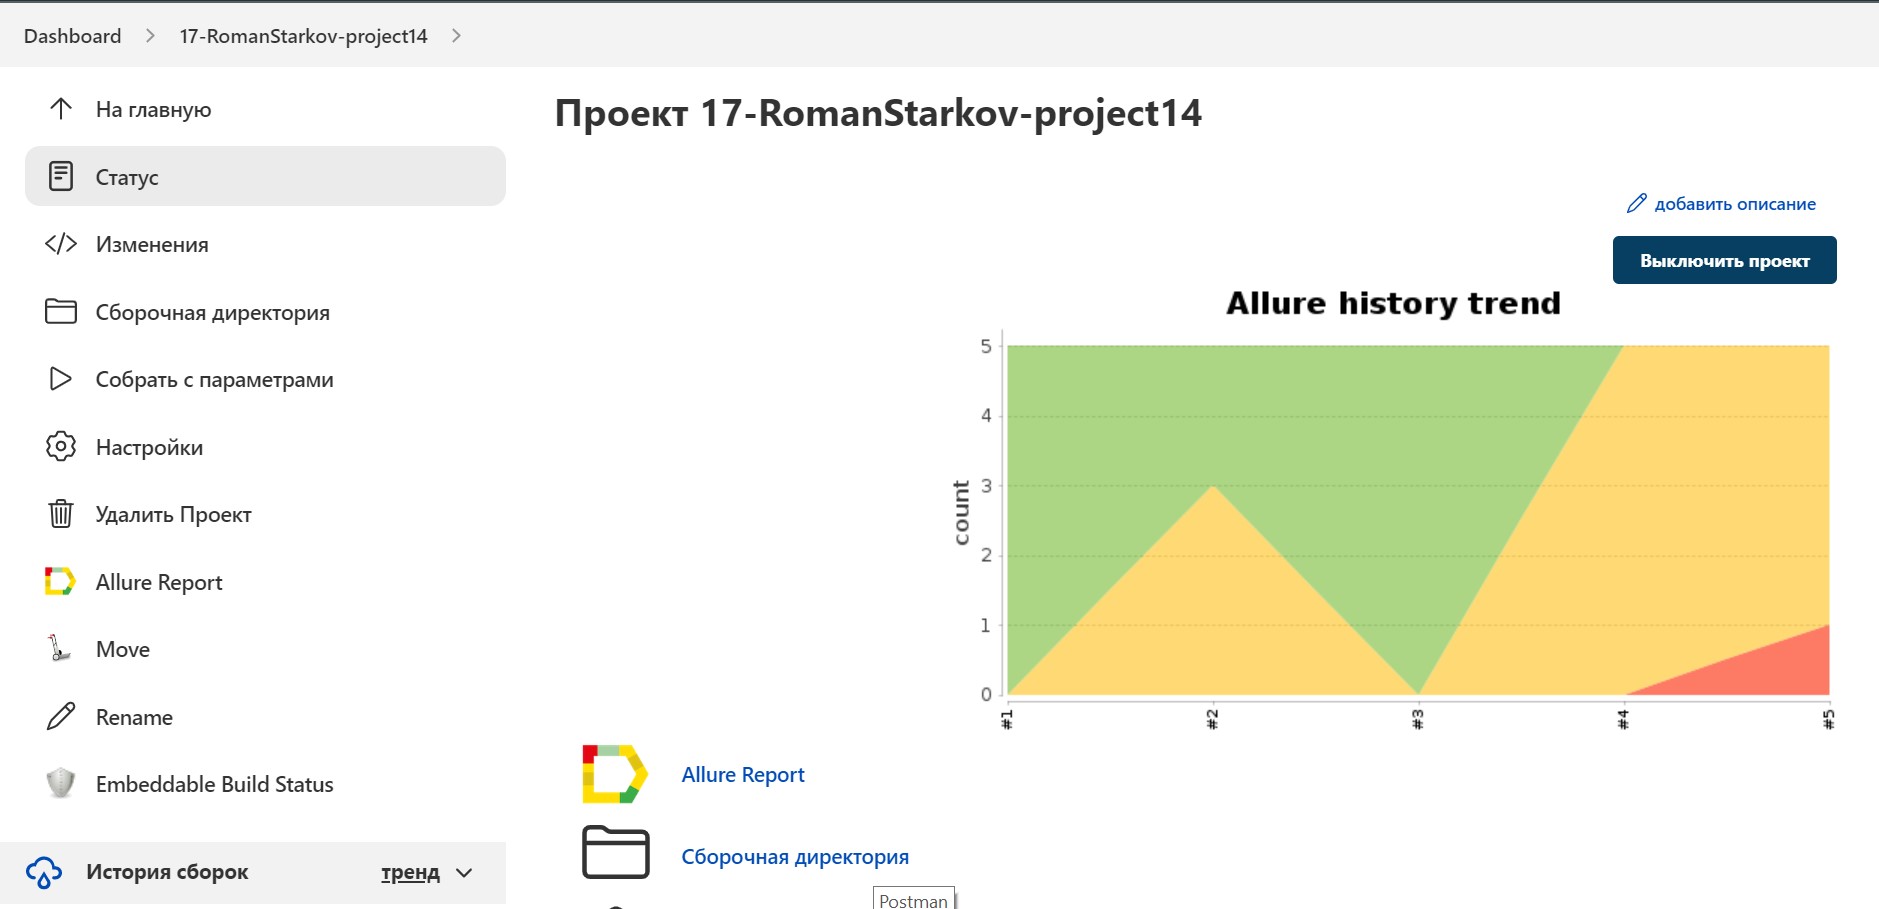 Dashboard
17-RomanStarkov-project14
На главную
Статус
Изменения
Сборочная директория
Собрать с параметрами
Настройки
Удалить Проект
Allure Report
Move
Rename
Embeddable Build Status
История сборок
тренд
Проект 17-RomanStarkov-project14
добавить описание
Выключить проект
Allure history trend
5
4
3
2
1
0
count
#1
#2
#3
#4
#5
Allure Report
Сборочная директория
Postman